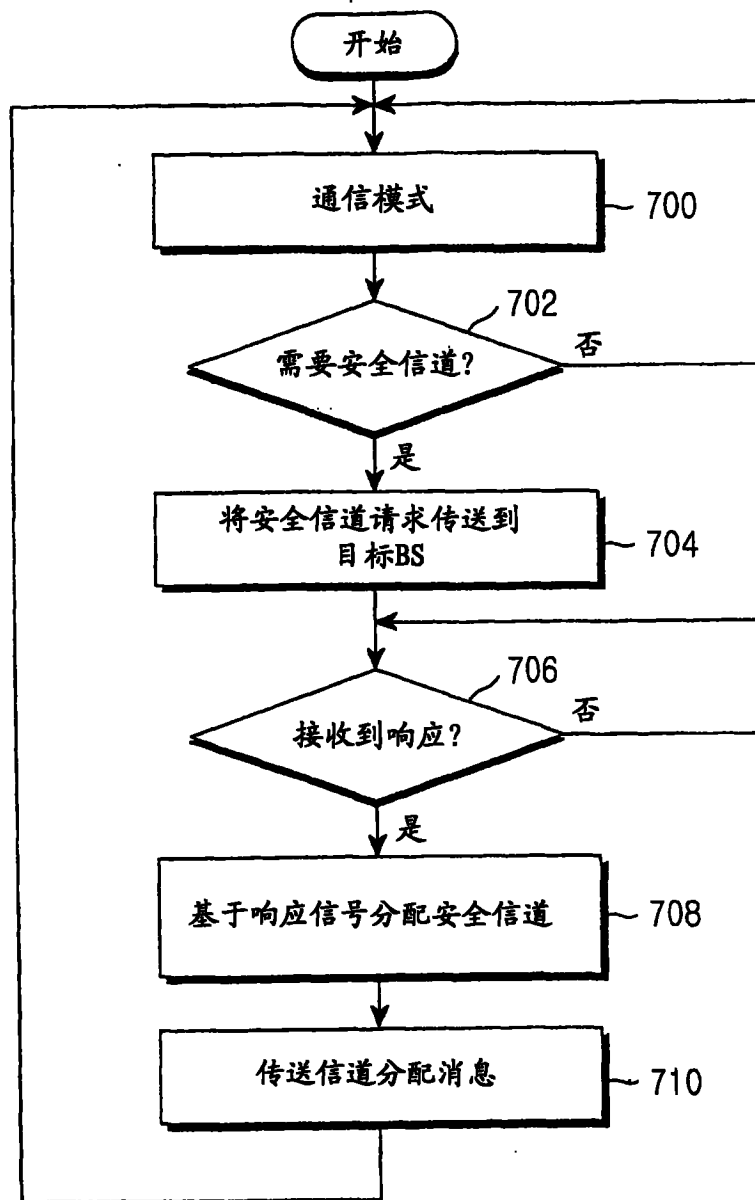 开始
通信模式
700
702
需要安全信道?
否
是
将安全信道请求传送到
目标BS
704
706
接收到响应?
否
是
基于响应信号分配安全信道
708
传送信道分配消息
710